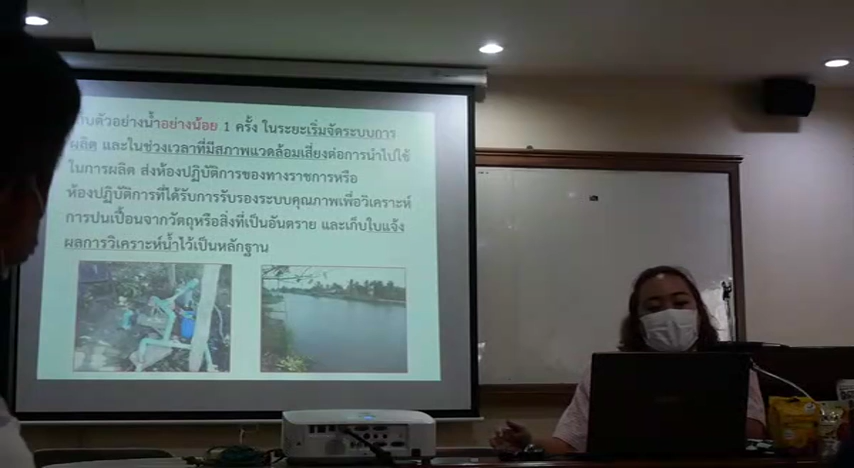 เก็บตัวอย่างน้ำอย่างน้อย 1 ครั้ง ในระยะเริ่มจัดระบบการ
ผลิต และในช่วงเวลาที่มีสภาพแวดล้อมเสี่ยงต่อการนำไปใช้
ในการผลิต ส่งห้องปฏิบัติการของทางราชการหรือ
ห้องปฏิบัติการที่ได้รับการรับรองระบบคุณภาพเพื่อวิเคราะห์
การปนเปื้อนจากวัตถุหรือสิ่งที่เป็นอันตราย และเก็บใบแจ้ง
ผลการวิเคราะห์น้ำไว้เป็นหลักฐาน